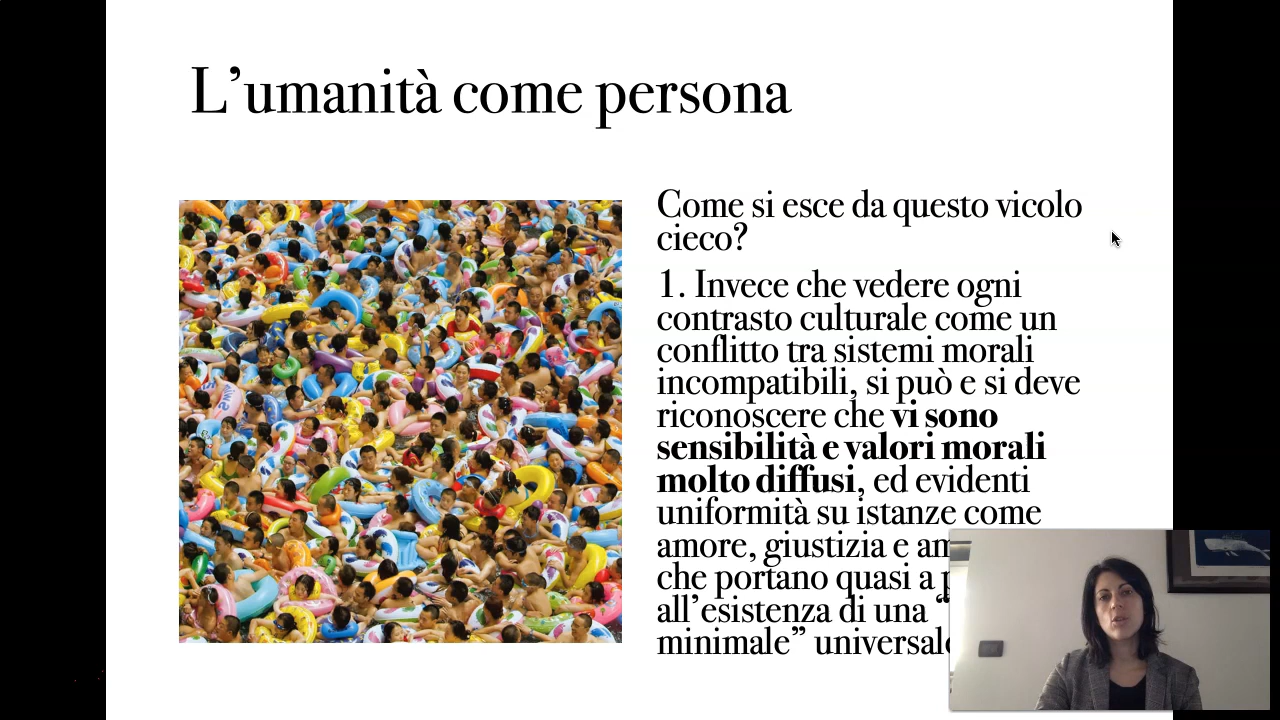 L’umanità come persona
Come si esce da questo vicolo
cieco?
1. Invece che vedere ogni
contrasto culturale come un
conflitto tra sistemi morali
incompatibili, si può e si deve
riconoscere che vi sono
sensibilità e valori morali
molto diffusi, ed evidenti
uniformità su istanze come
amore, giustizia e
che portano quasi a
all’esistenza di una “
minimale” universale